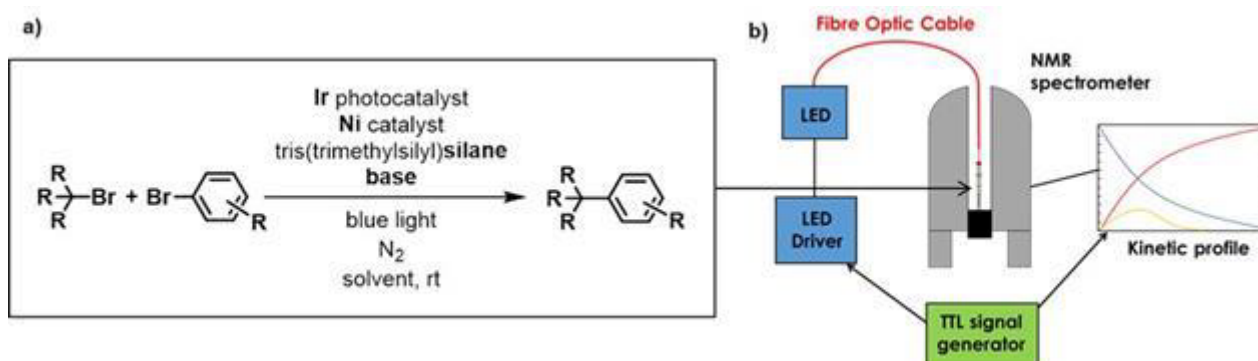 a)
Ir photocatalyst
Ni catalyst
tris(trimethylsilyl)silane
base
R
R
R
Br + Br
R
blue light
N2
solvent, rt
R
R
R
R
b)
Fibre Optic Cable
NMR
spectrometer
LED
LED
Driver
Kinetic profile
TTL signal
generator